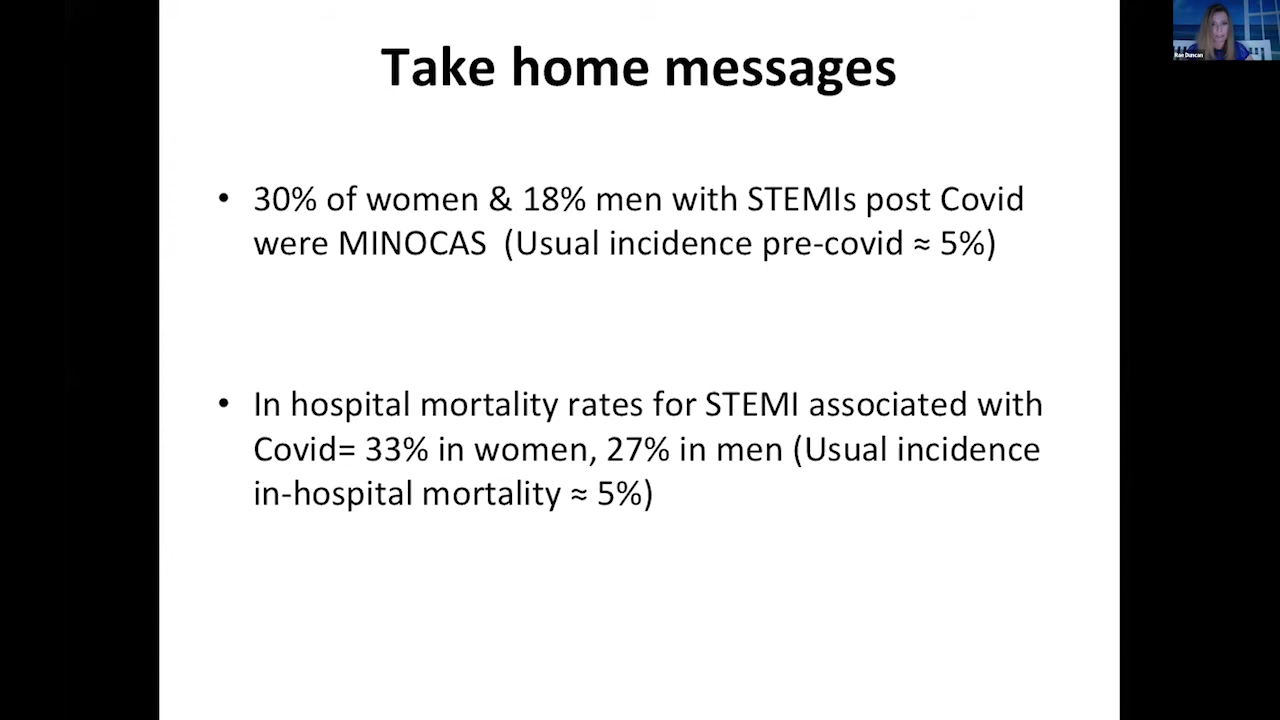 Rae Duncan
Take home messages
• 30% of women & 18% men with STEMIs post Covid
were MINOCAS (Usual incidence pre-covid ≈ 5%)
• In hospital mortality rates for STEMI associated with
Covid= 33% in women, 27% in men (Usual incidence
in-hospital mortality ≈ 5%)